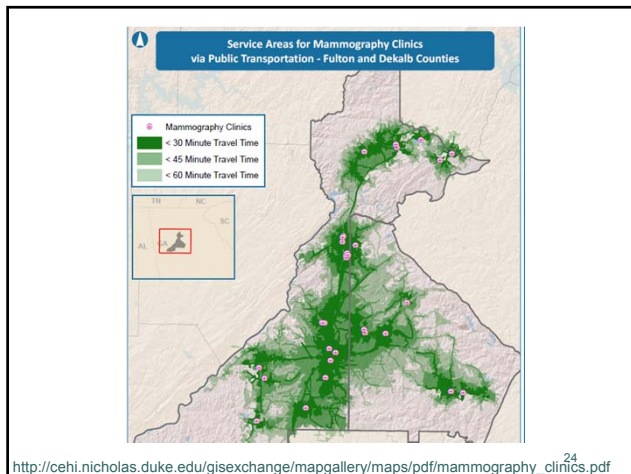 Service Areas for Mammography Clinics
via Public Transportation - Fulton and Dekalb Counties
Mammography Clinics
< 30 Minute Travel Time
< 45 Minute Travel Time
< 60 Minute Travel Time
TN
NC
SC
AL
GA
24
http://cehi.nicholas.duke.edu/gisexchange/mapgallery/maps/pdf/mammography_clinics.pdf